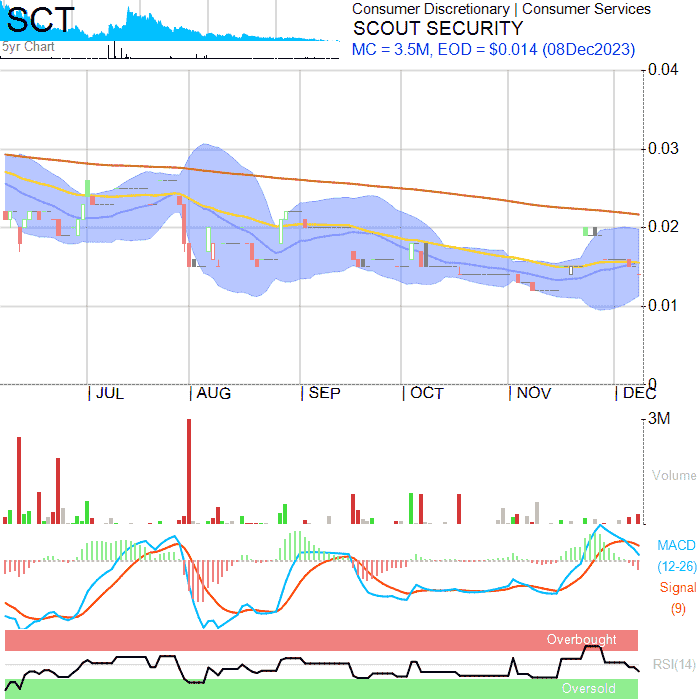 SCT
5yr Chart
Consumer Discretionary | Consumer Services
SCOUT SECURITY
MC = 3.5M, EOD = $0.014 (08Dec2023)
0.04
0.03
0.02
0.01
0
JUL
AUG
SEP
OCT
NOV
DEC
3M
Volume
MACD
(12-26)
Signal
(9)
Overbought
RSI(14)
Oversold